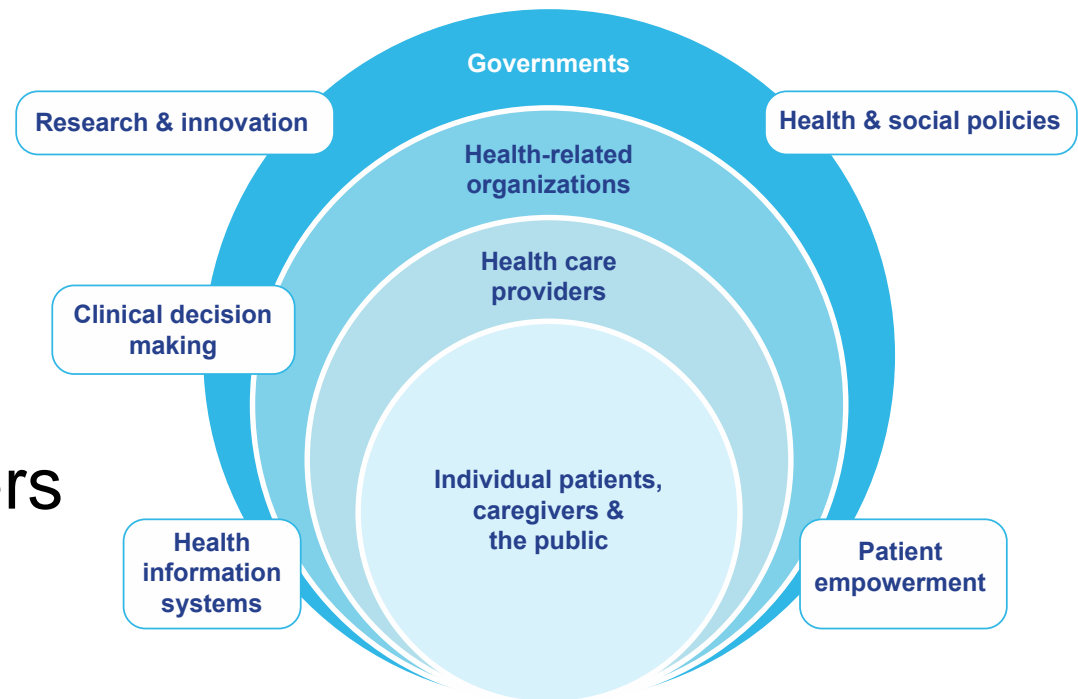 Governments
Research & innovation
Health & social policies
Health-related
organizations
Health care
providers
Clinical decision
making
Individual patients,
caregivers &
the public
Health
information
systems
Patient
empowerment